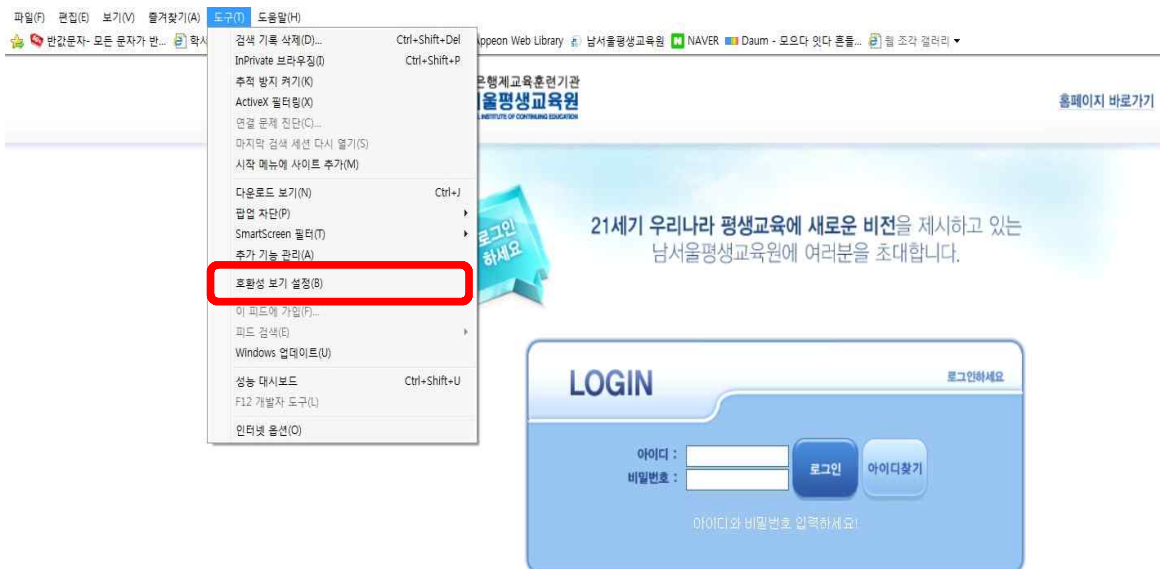 파일(F) 편집(E) 보기(V) 즐겨찾기(A) 도구(T) 도움말(H)
반값문자- 모든 문자가 반... 학사
Appeon Web Library 남서울평생교육원 NAVER Daum - 모으다 잇다 흔들... 웹 조각 갤러리
검색 기록 삭제(D)... Ctrl+Shift+Del
InPrivate 브라우징(I) Ctrl+Shift+P
추적 방지 켜기(K)
ActiveX 필터링(X)
연결 문제 진단(C)...
마지막 검색 세션 다시 열기(S)
시작 메뉴에 사이트 추가(M)
다운로드 보기(N) Ctrl+J
팝업 차단(P)
SmartScreen 필터(T)
추가 기능 관리(A)
호환성 보기 설정(B)
이 피드에 가입(F)...
피드 검색(E)
Windows 업데이트(U)
성능 대시보드 Ctrl+Shift+U
F12 개발자 도구(L)
인터넷 옵션(O)
은행제교육훈련기관
울평생교육원
INSTITUTE OF CONTINUING EDUCATION
홈페이지 바로가기
로그인
하세요
21세기 우리나라 평생교육에 새로운 비전을 제시하고 있는
남서울평생교육원에 여러분을 초대합니다.
LOGIN
로그인하세요
아이디 :
비밀번호 :
로그인
아이디찾기
아이디와 비밀번호 입력하세요!